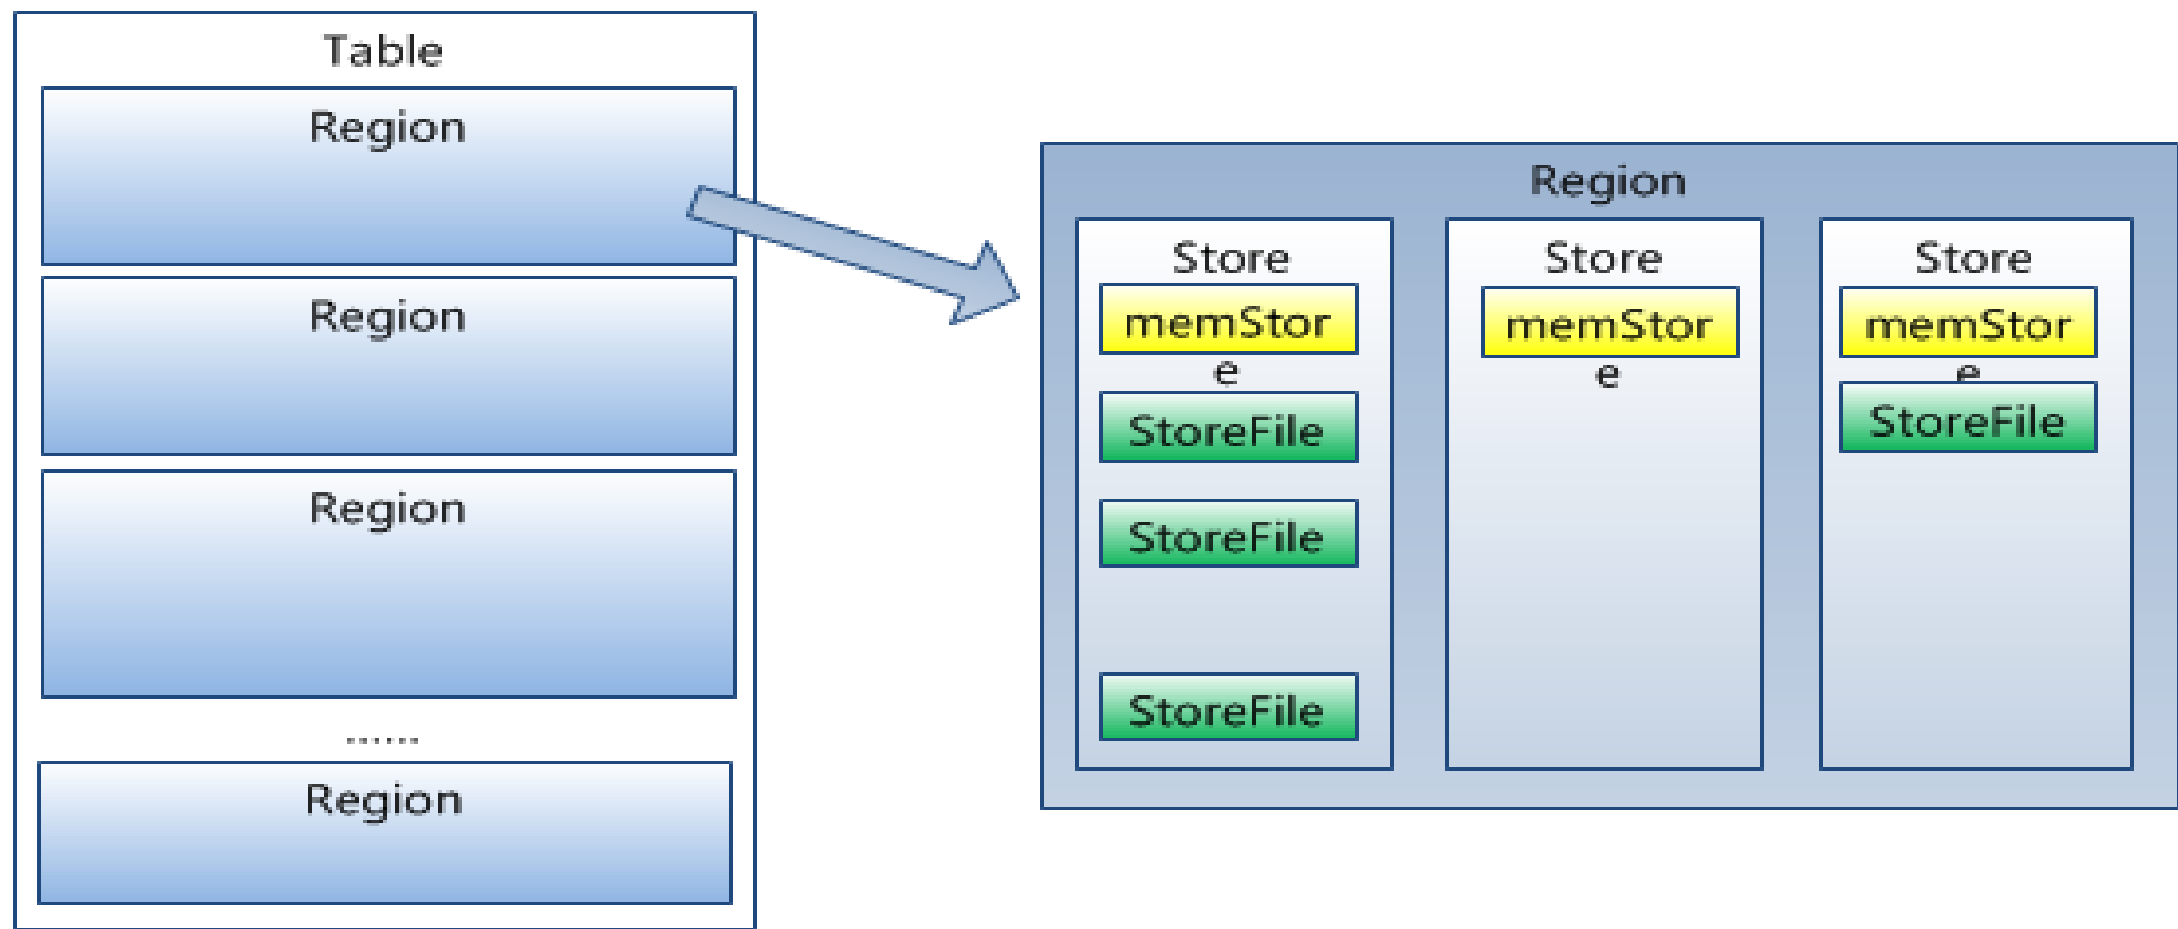 Table
Region
Region
Region
......
Region
Region
Store
memStor
e
StoreFile
StoreFile
StoreFile
Store
memStor
e
Store
memStor
e
StoreFile